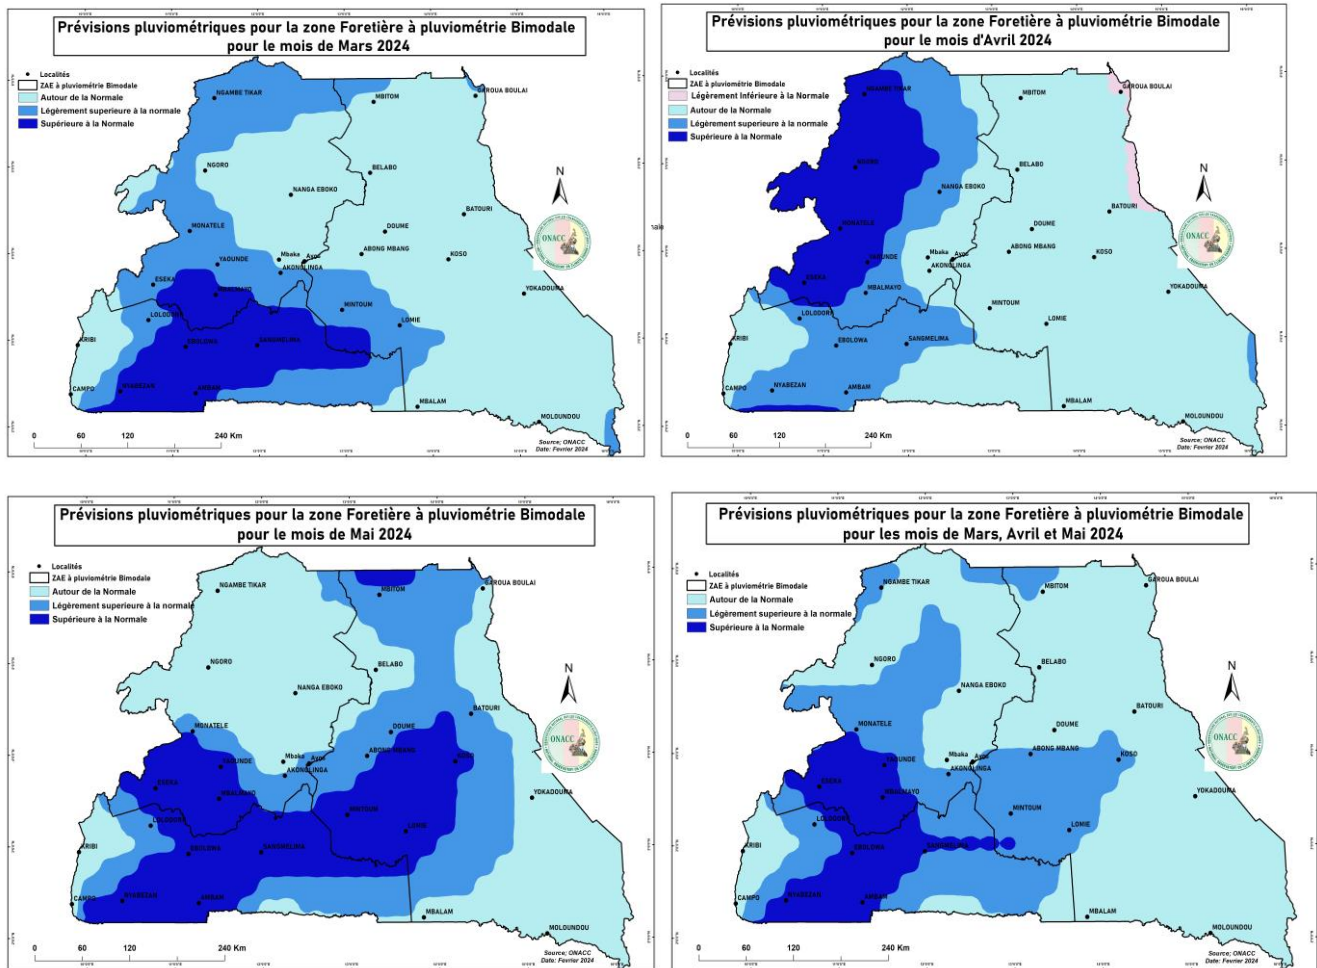 Prévisions pluviométriques pour la zone Foretière à pluviométrie Bimodale
pour le mois de Mars 2024
Localités
ZAE à pluviométrie Bimodale
Autour de la Normale
Légèrement superieure à la normale
Supérieure à la Normale
NGAMBE TIKAR
MBITOM
GAROUA BOULAI
NGORO
BELABO
NANGA EBOKO
BATOURI
MONATELE
DOUME
YAOUNDE
Mbaka
Ayos
ABONG MBANG
KOSO
AKONOLINGA
ESEKA
MBALMAYO
YOKADOUMA
LOLODORF
MINTOUM
LOMIE
KRIBI
EBOLOWA
SANGMELIMA
CAMPO
NYABEZAN
AMBAM
MBALAM
MOLOUNDOU
N
ONACC
0 60 120 240 Km
Source; ONACC
Date: Fevrier 2024
Prévisions pluviométriques pour la zone Foretière à pluviométrie Bimodale
pour le mois d'Avril 2024
Localités
ZAE à pluviométrie Bimodale
Légèrement Inférieure à la Normale
Autour de la Normale
Légèrement superieure à la normale
Supérieure à la Normale
NGAMBE TIKAR
MBITOM
GAROUA BOULAI
NGORO
BELABO
NANGA EBOKO
BATOURI
MONATELE
DOUME
YAOUNDE
Mbaka
Ayos
ABONG MBANG
KOSO
AKONOLINGA
ESEKA
MBALMAYO
YOKADOUMA
LOLODORF
MINTOUM
LOMIE
KRIBI
EBOLOWA
SANGMELIMA
CAMPO
NYABEZAN
AMBAM
MBALAM
MOLOUNDOU
N
ONACC
0 60 120 240 Km
Source; ONACC
Date: Fevrier 2024
Prévisions pluviométriques pour la zone Foretière à pluviométrie Bimodale
pour le mois de Mai 2024
Localités
ZAE à pluviométrie Bimodale
Autour de la Normale
Légèrement superieure à la normale
Supérieure à la Normale
NGAMBE TIKAR
MBITOM
GAROUA BOULAI
NGORO
BELABO
NANGA EBOKO
BATOURI
MONATELE
DOUME
YAOUNDE
Mbaka
Ayos
ABONG MBANG
KOSO
AKONOLINGA
ESEKA
MBALMAYO
YOKADOUMA
LOLODORF
MINTOUM
LOMIE
KRIBI
EBOLOWA
SANGMELIMA
CAMPO
NYABEZAN
AMBAM
MBALAM
MOLOUNDOU
N
ONACC
0 60 120 240 Km
Source; ONACC
Date: Fevrier 2024
Prévisions pluviométriques pour la zone Foretière à pluviométrie Bimodale
pour les mois de Mars, Avril et Mai 2024
Localités
ZAE à pluviométrie Bimodale
Autour de la Normale
Légèrement superieure à la normale
Supérieure à la Normale
NGAMBE TIKAR
MBITOM
GAROUA BOULAI
NGORO
BELABO
NANGA EBOKO
BATOURI
MONATELE
DOUME
YAOUNDE
Mbaka
Ayos
ABONG MBANG
KOSO
AKONOLINGA
ESEKA
MBALMAYO
YOKADOUMA
LOLODORF
MINTOUM
LOMIE
KRIBI
EBOLOWA
SANGMELIMA
CAMPO
NYABEZAN
AMBAM
MBALAM
MOLOUNDOU
N
ONACC
0 60 120 240 Km
Source; ONACC
Date: Fevrier 2024